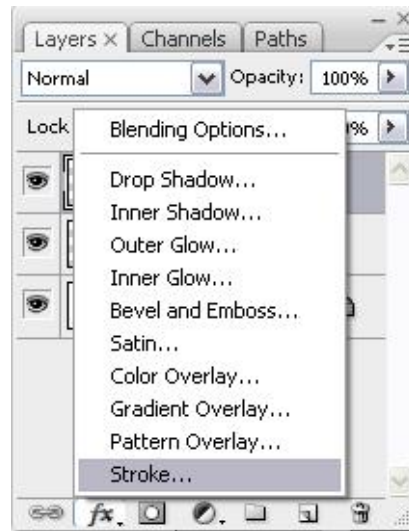 Layers × Channels Paths
Normal Opacity: 100%
Lock %
Blending Options...
Drop Shadow...
Inner Shadow...
Outer Glow...
Inner Glow...
Bevel and Emboss...
Satin...
Color Overlay...
Gradient Overlay...
Pattern Overlay...
Stroke...
fx.